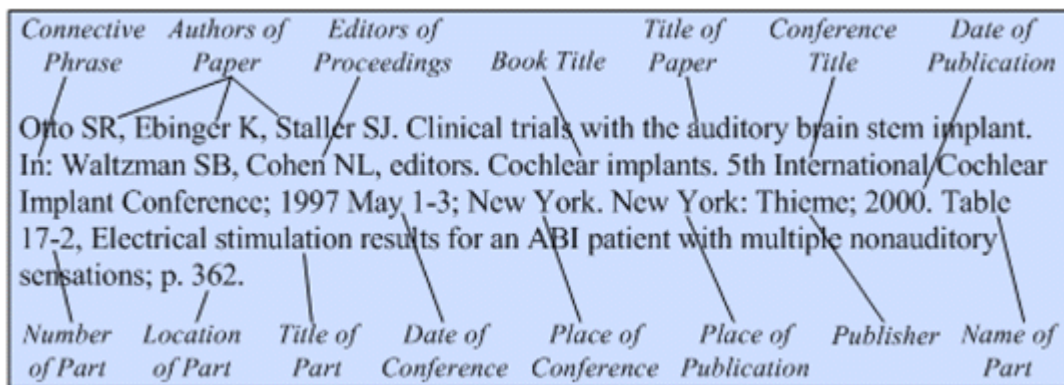 Connective Authors of Editors of Title of Conference Date of
Phrase Paper Proceedings Book Title Paper Title Publication
Otto SR, Ebinger K, Staller SJ. Clinical trials with the auditory brain stem implant.
In: Waltzman SB, Cohen NL, editors. Cochlear implants. 5th International Cochlear
Implant Conference; 1997 May 1-3; New York. New York: Thieme; 2000. Table
17-2, Electrical stimulation results for an ABI patient with multiple nonauditory
sensations; p. 362.
Number Location Title of Date of Place of Place of Publisher Name of
of Part of Part Part Conference Conference Publication Part